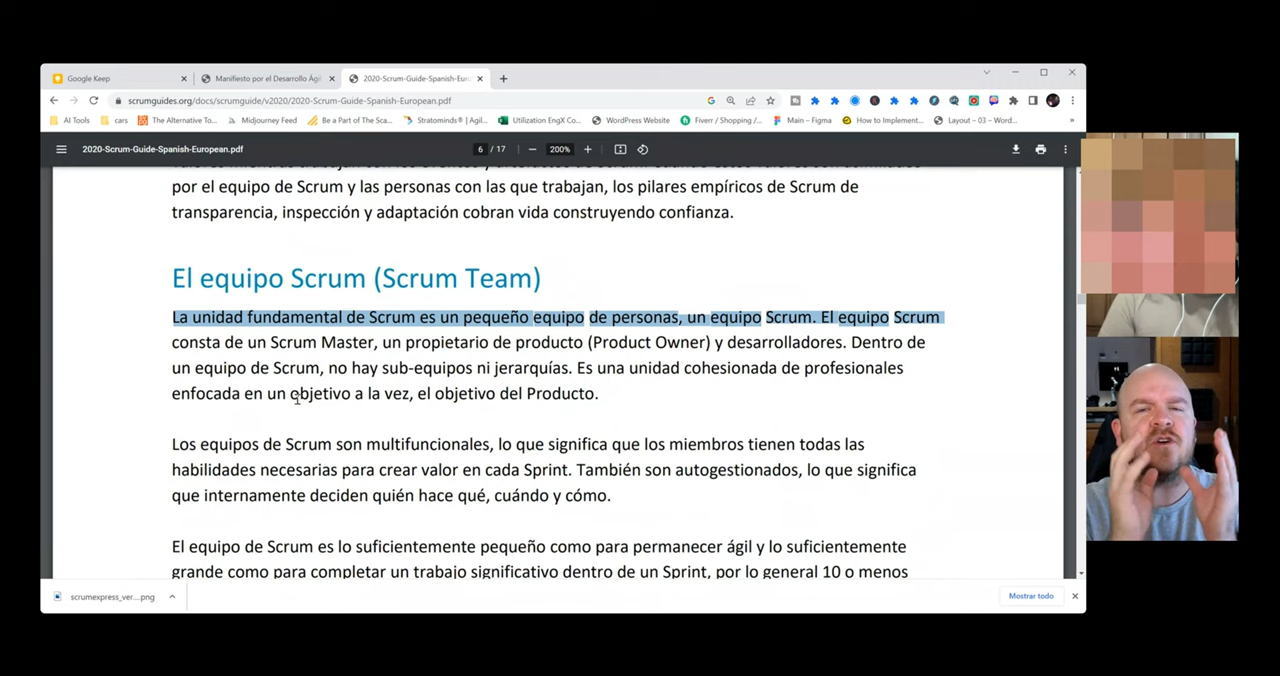 Google Keep
Manifiesto por el Desarrollo Ági
2020-Scrum-Guide-Spanish-Euro
scrumguides.org/docs/scrumguide/v2020/2020-Scrum-Guide-Spanish-European.pdf
AI Tools cars The Alternative To... Midjourney Feed Be a Part of The Sca... Stratominds® | Agil... Utilization EngX Co... WordPress Website Fiverr / Shopping /... Main – Figma How to Implement... Layout – 03 – Word... »
2020-Scrum-Guide-Spanish-European.pdf 6 / 17 200%
por el equipo de Scrum y las personas con las que trabajan, los pilares empíricos de Scrum de
transparencia, inspección y adaptación cobran vida construyendo confianza.
El equipo Scrum (Scrum Team)
La unidad fundamental de Scrum es un pequeño equipo de personas, un equipo Scrum. El equipo Scrum
consta de un Scrum Master, un propietario de producto (Product Owner) y desarrolladores. Dentro de
un equipo de Scrum, no hay sub-equipos ni jerarquías. Es una unidad cohesionada de profesionales
enfocada en un objetivo a la vez, el objetivo del Producto.
Los equipos de Scrum son multifuncionales, lo que significa que los miembros tienen todas las
habilidades necesarias para crear valor en cada Sprint. También son autogestionados, lo que significa
que internamente deciden quién hace qué, cuándo y cómo.
El equipo de Scrum es lo suficientemente pequeño como para permanecer ágil y lo suficientemente
grande como para completar un trabajo significativo dentro de un Sprint, por lo general 10 o menos
scrumexpress_ver....png
Mostrar todo